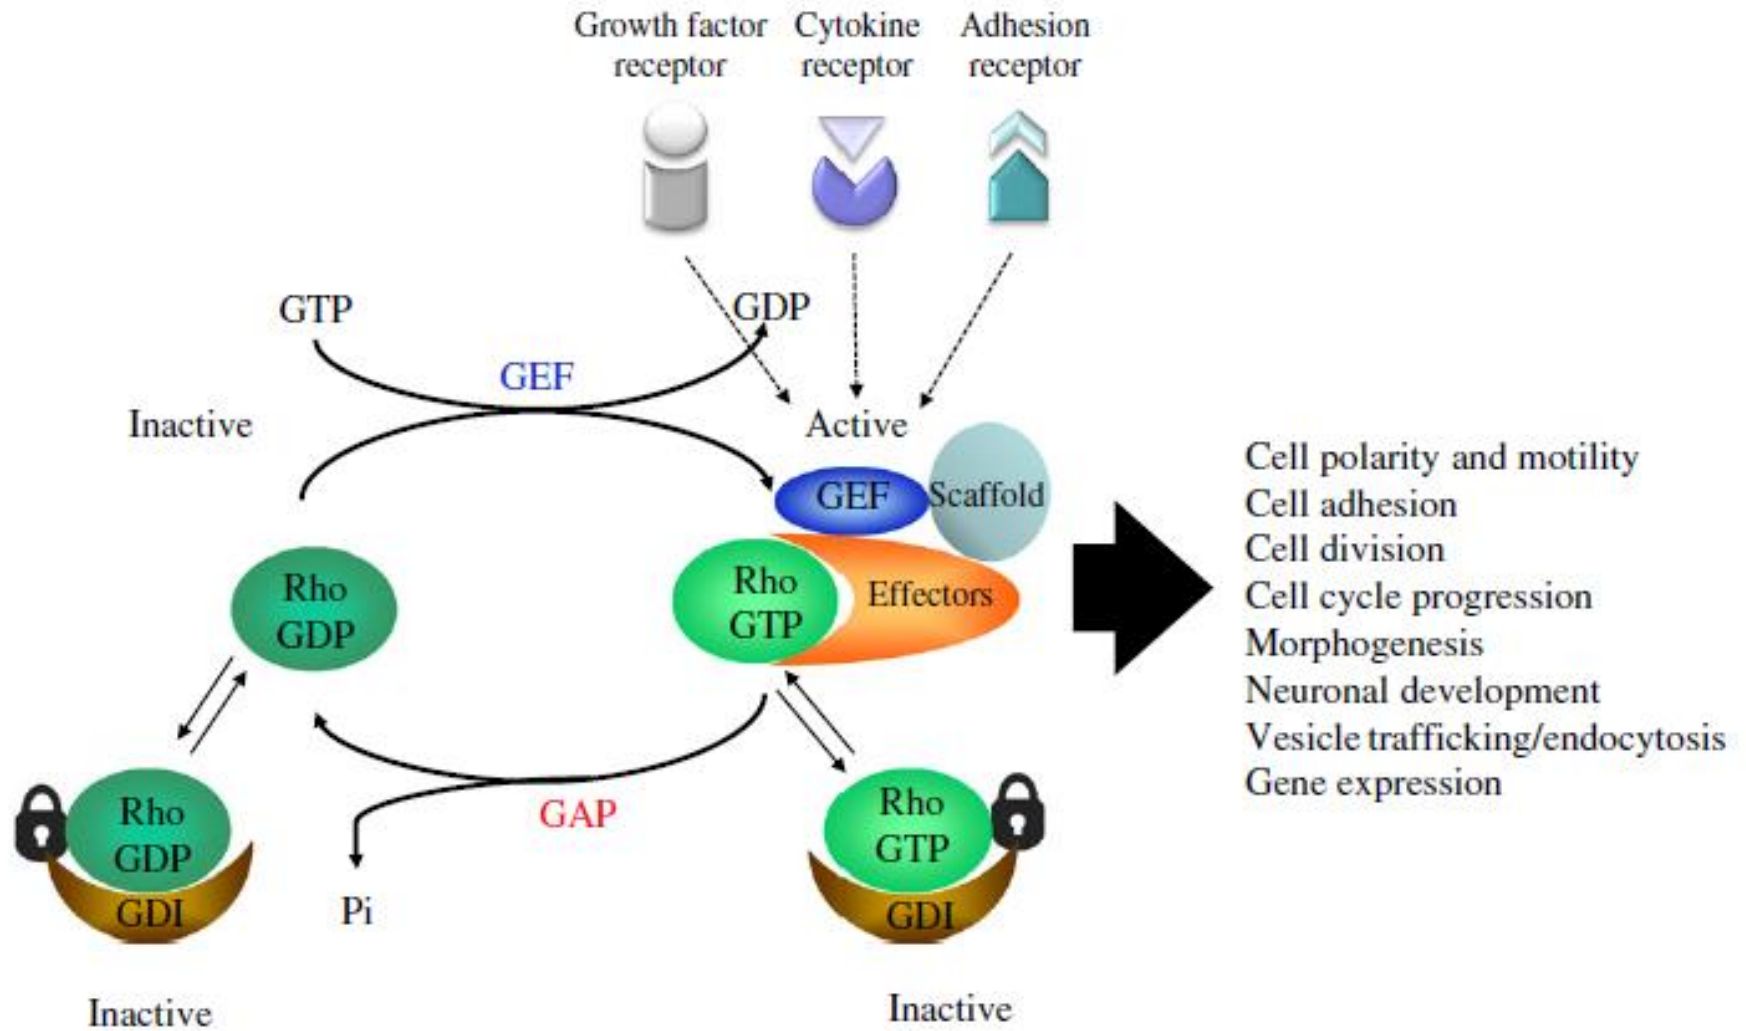 Growth factor
receptor
Cytokine
receptor
Adhesion
receptor
GTP
GDP
GEF
Inactive
Active
GEF
Scaffold
Rho
GDP
Rho
GTP
Effectors
Cell polarity and motility
Cell adhesion
Cell division
Cell cycle progression
Morphogenesis
Neuronal development
Vesicle trafficking/endocytosis
Gene expression
Rho
GDP
GDI
GAP
Pi
Rho
GTP
GDI
Inactive
Inactive